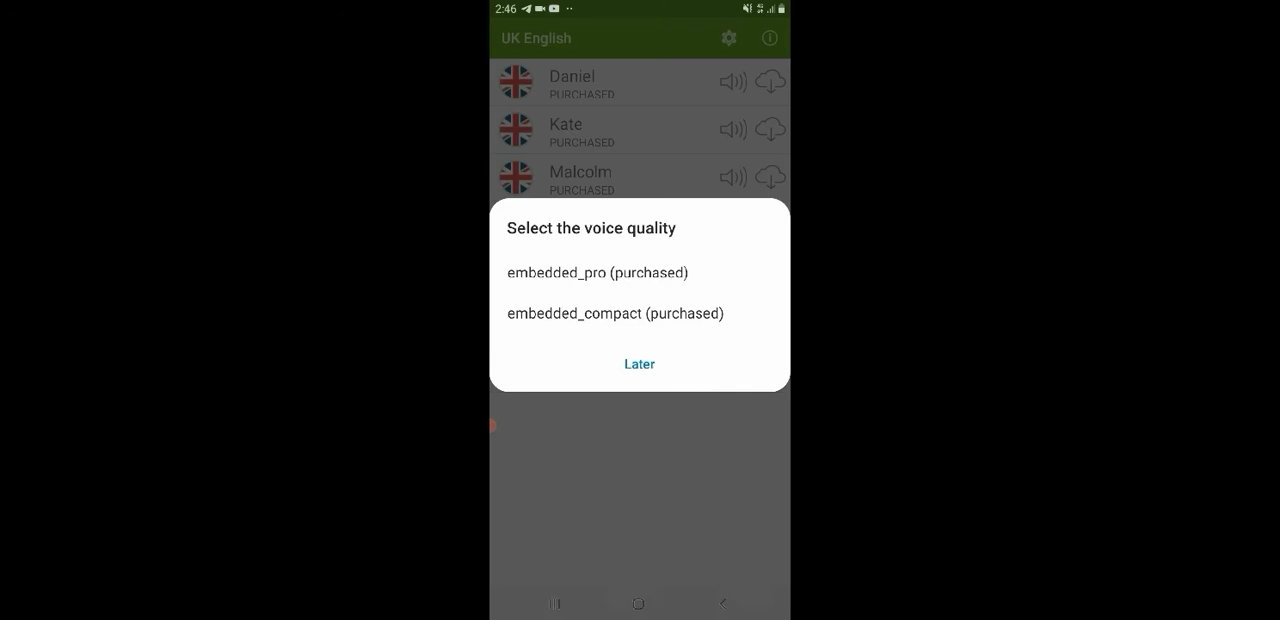 2:46
UK English
Daniel
PURCHASED
Kate
PURCHASED
Malcolm
PURCHASED
Select the voice quality
embedded_pro (purchased)
embedded_compact (purchased)
Later